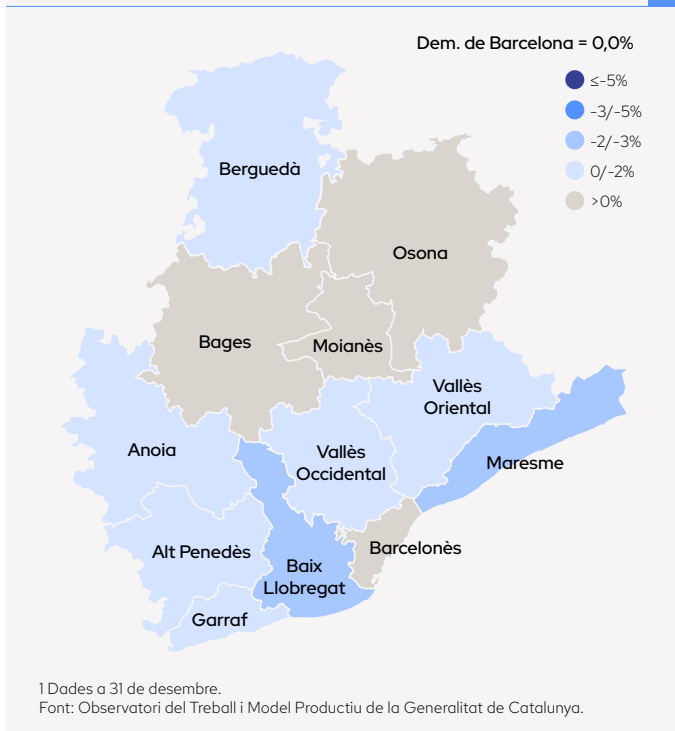 Dem. de Barcelona = 0,0%
≤-5%
-3/-5%
-2/-3%
0/-2%
>0%
Berguedà
Osona
Bages
Moianès
Vallès
Oriental
Anoia
Vallès
Occidental
Maresme
Alt Penedès
Barcelonès
Baix
Llobregat
Garraf
1 Dades a 31 de desembre.
Font: Observatori del Treball i Model Productiu de la Generalitat de Catalunya.